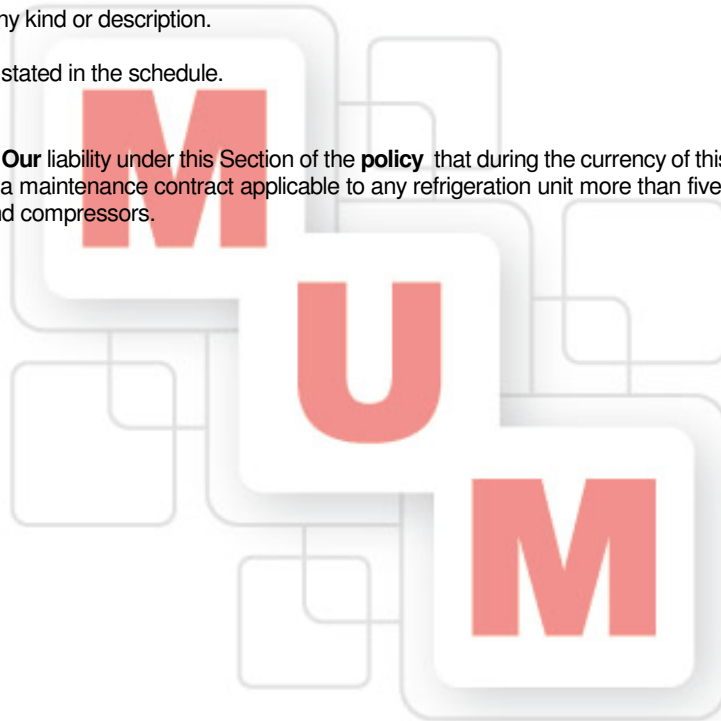 ny kind or description.
stated in the schedule.
Our liability under this Section of the policy that during the currency of this
a maintenance contract applicable to any refrigeration unit more than five
nd compressors.
M
U
M